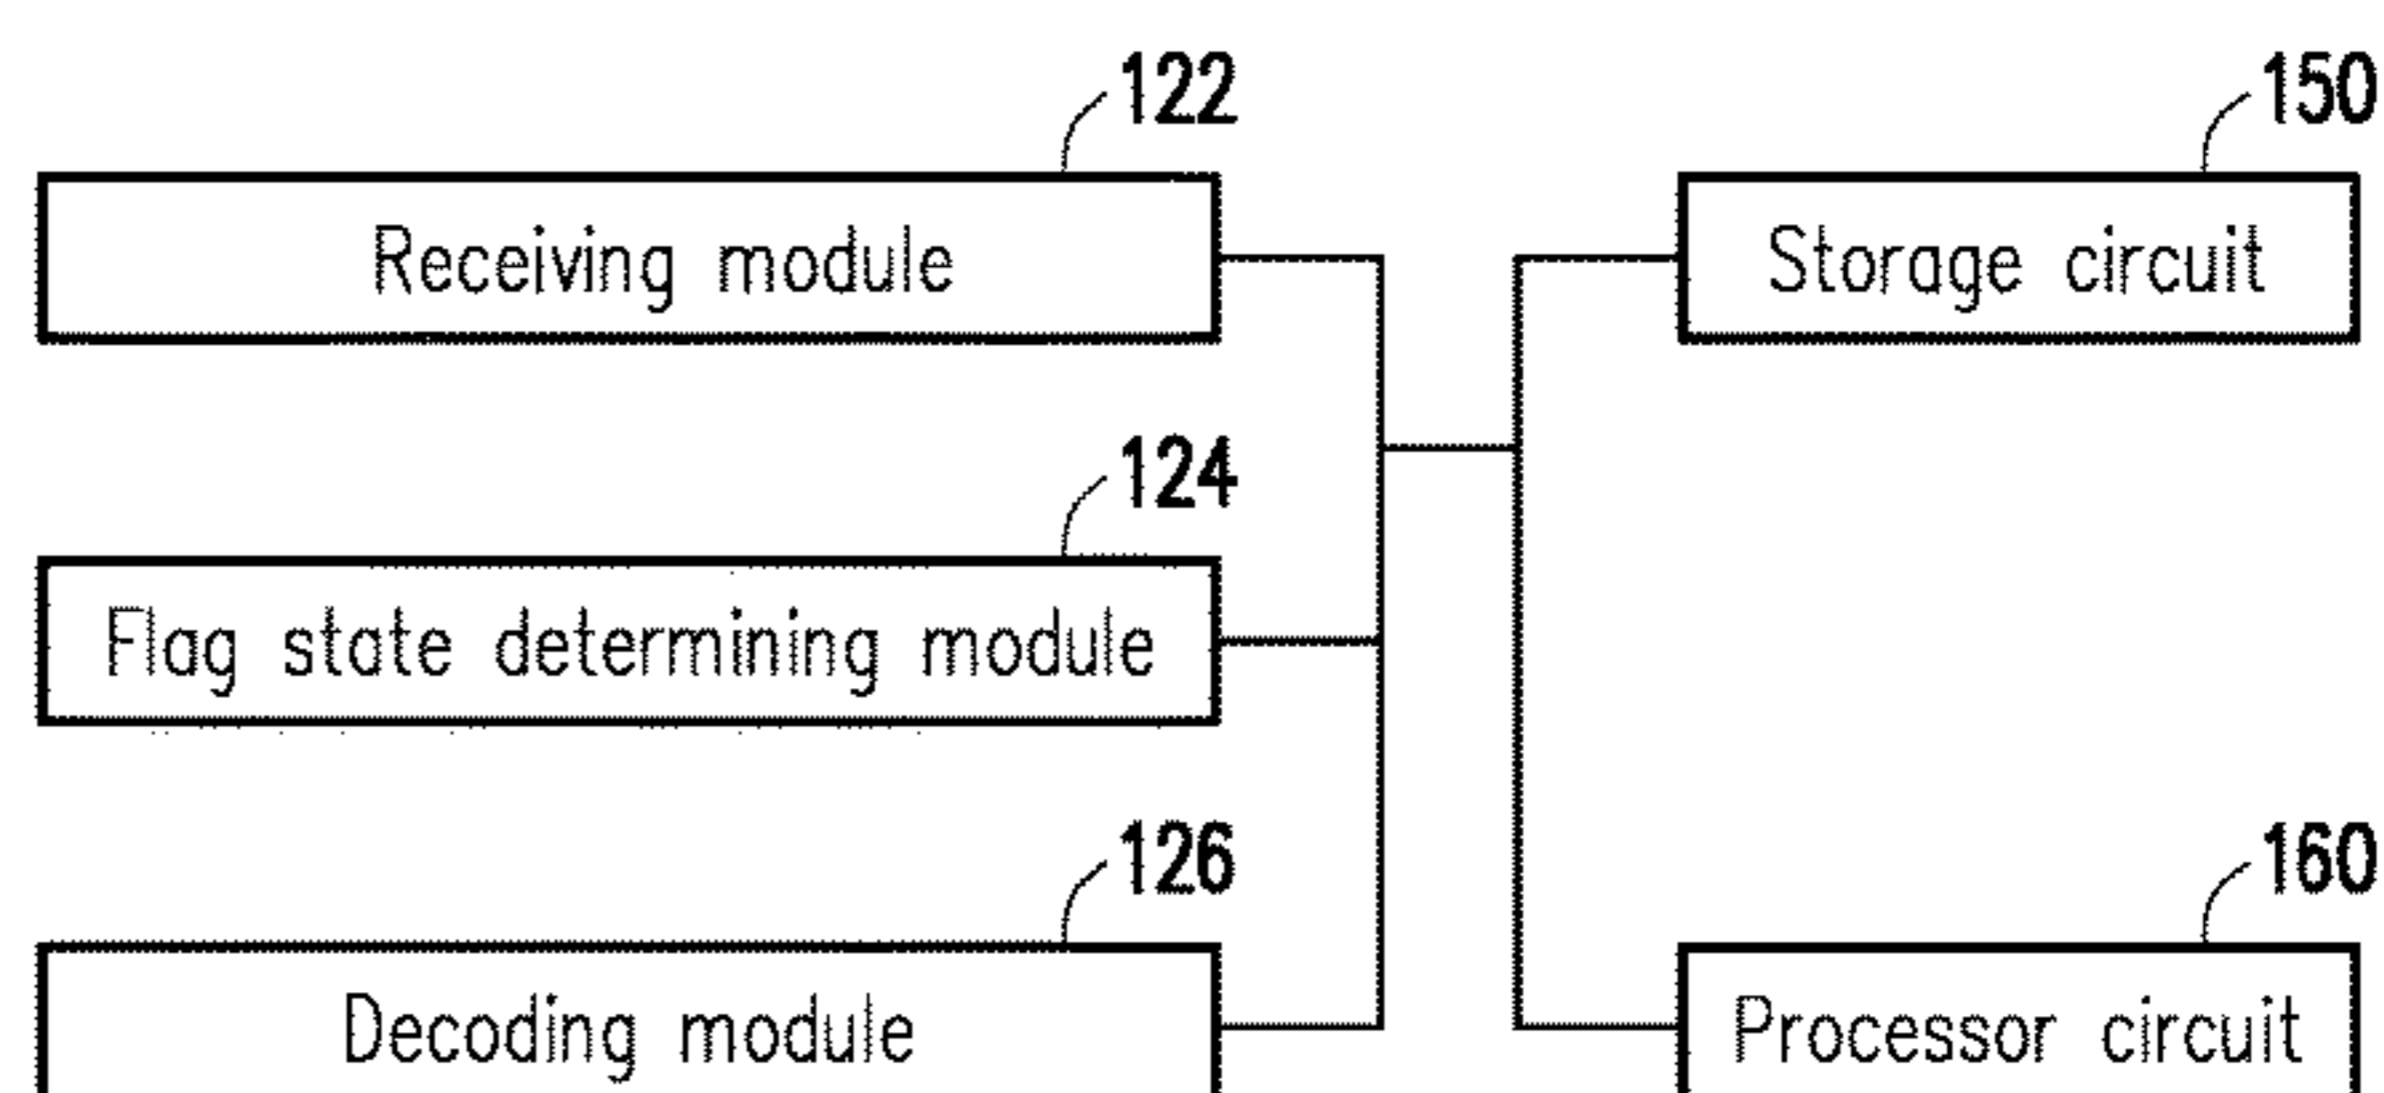 122
150
Receiving module
Storage circuit
124
Flag state determining module
126
160
Decoding module
Processor circuit